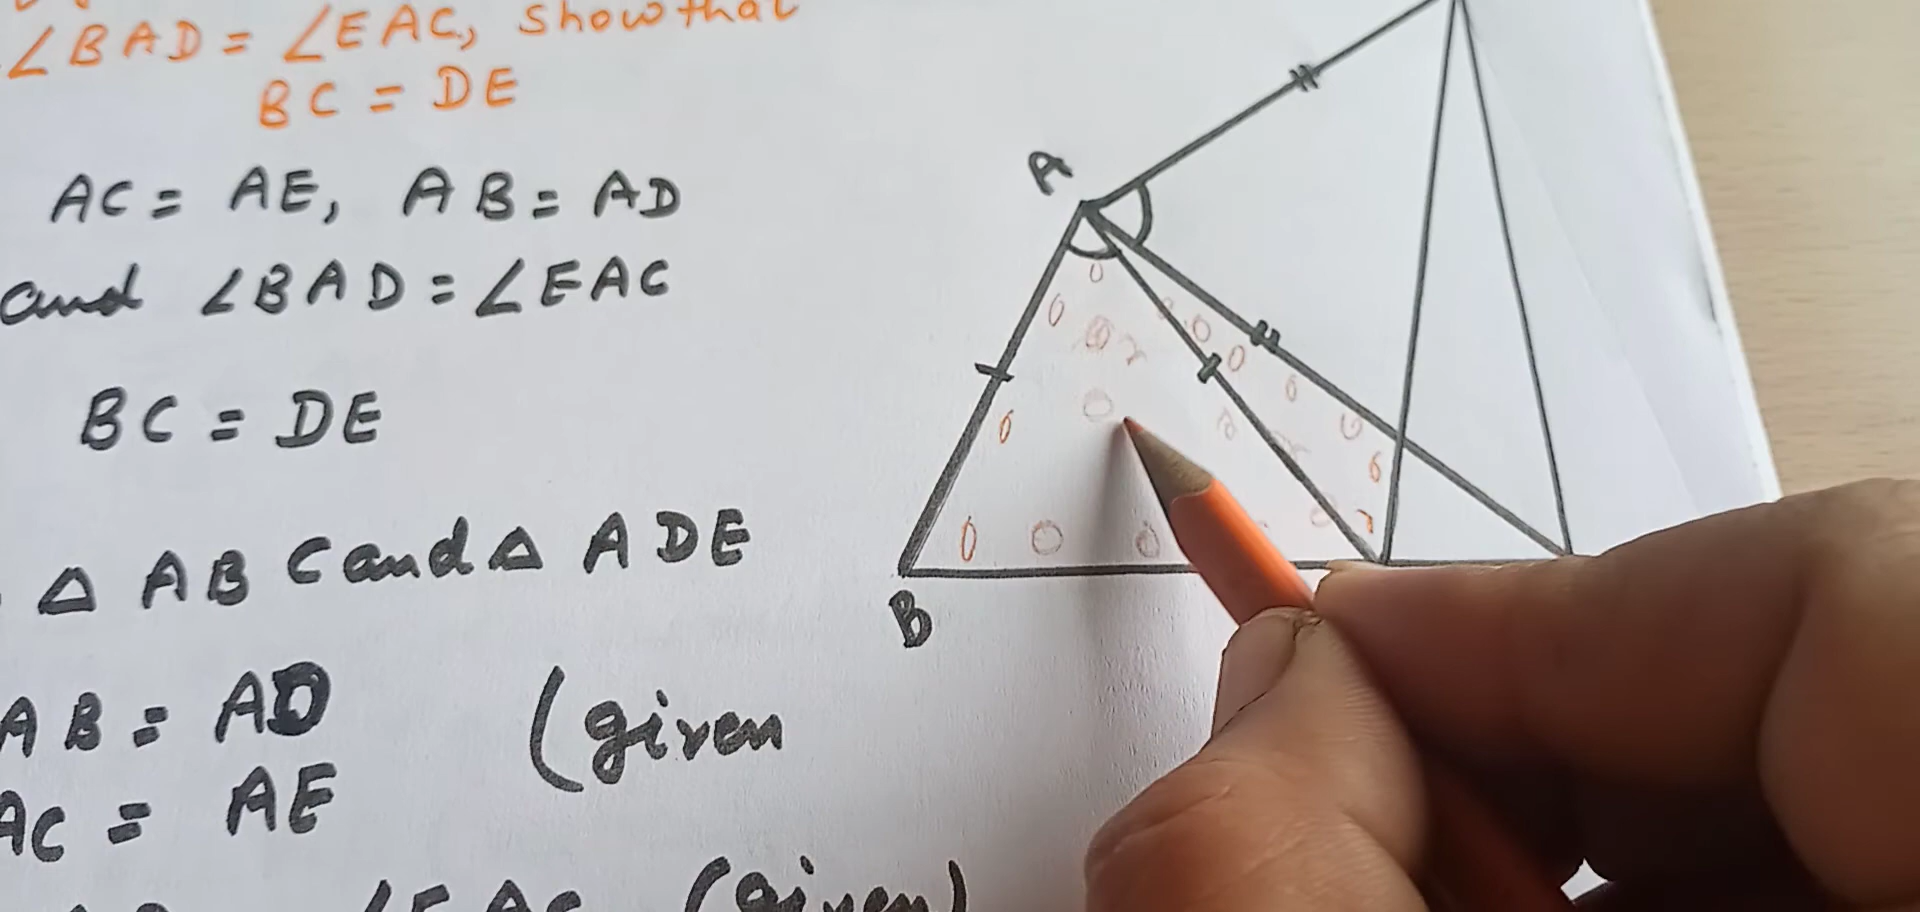 ∠BAD = ∠EAC, Show that
BC = DE
AC = AE, AB = AD
and ∠BAD = ∠EAC
BC = DE
△ ABC and △ ADE
AB = AD (given
AC = AE
∠EAC (Given)
A
B